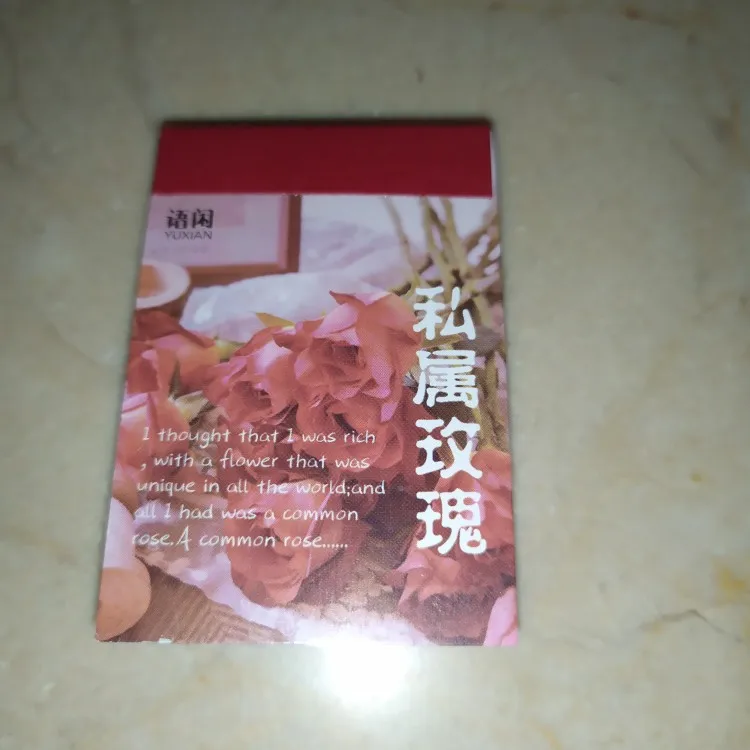 语闲
YUXIAN
私属玫瑰
I thought that I was rich
, with a flower that was
unique in all the world;and
all I had was a common
rose.A common rose......